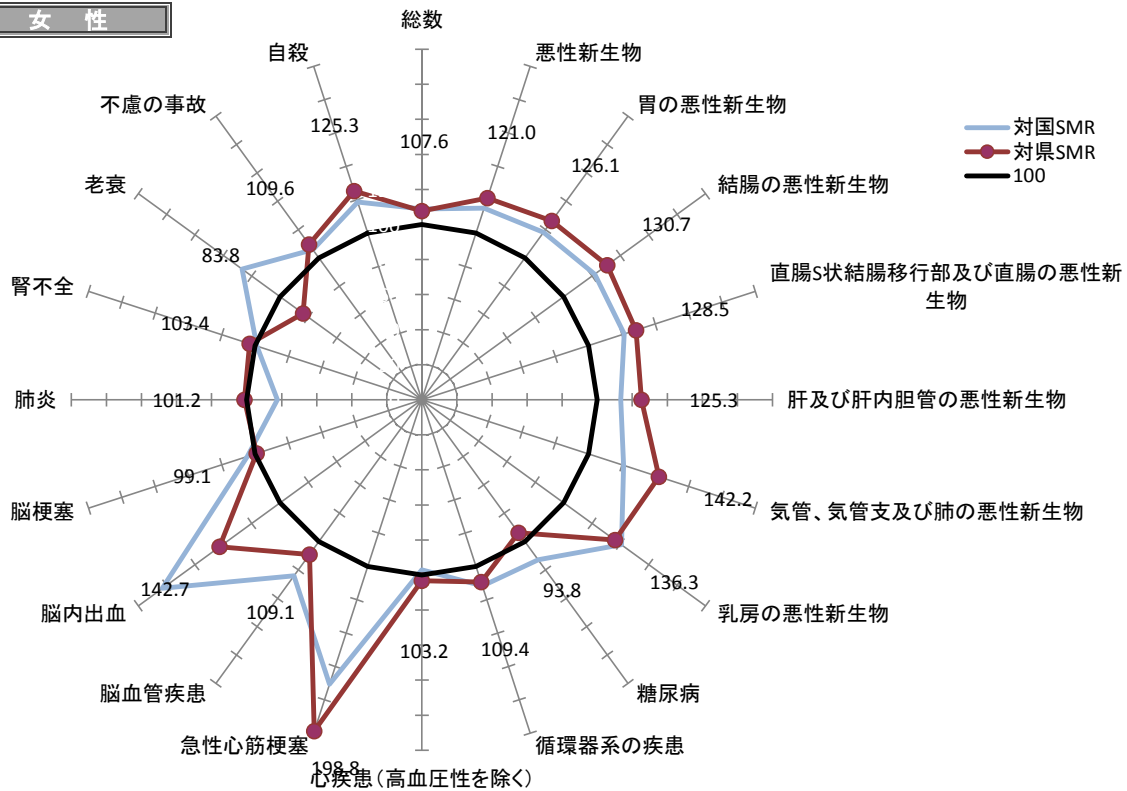 女 性
総数
悪性新生物
胃の悪性新生物
結腸の悪性新生物
直腸S状結腸移行部及び直腸の悪性新
生物
肝及び肝内胆管の悪性新生物
気管、気管支及び肺の悪性新生物
乳房の悪性新生物
糖尿病
循環器系の疾患
心疾患(高血圧性を除く)
急性心筋梗塞
脳血管疾患
脳内出血
脳梗塞
肺炎
腎不全
老衰
不慮の事故
自殺
107.6
121.0
126.1
130.7
128.5
125.3
142.2
136.3
93.8
109.4
103.2
198.8
109.1
142.7
99.1
101.2
103.4
83.8
109.6
125.3
100
対国SMR
対県SMR
100